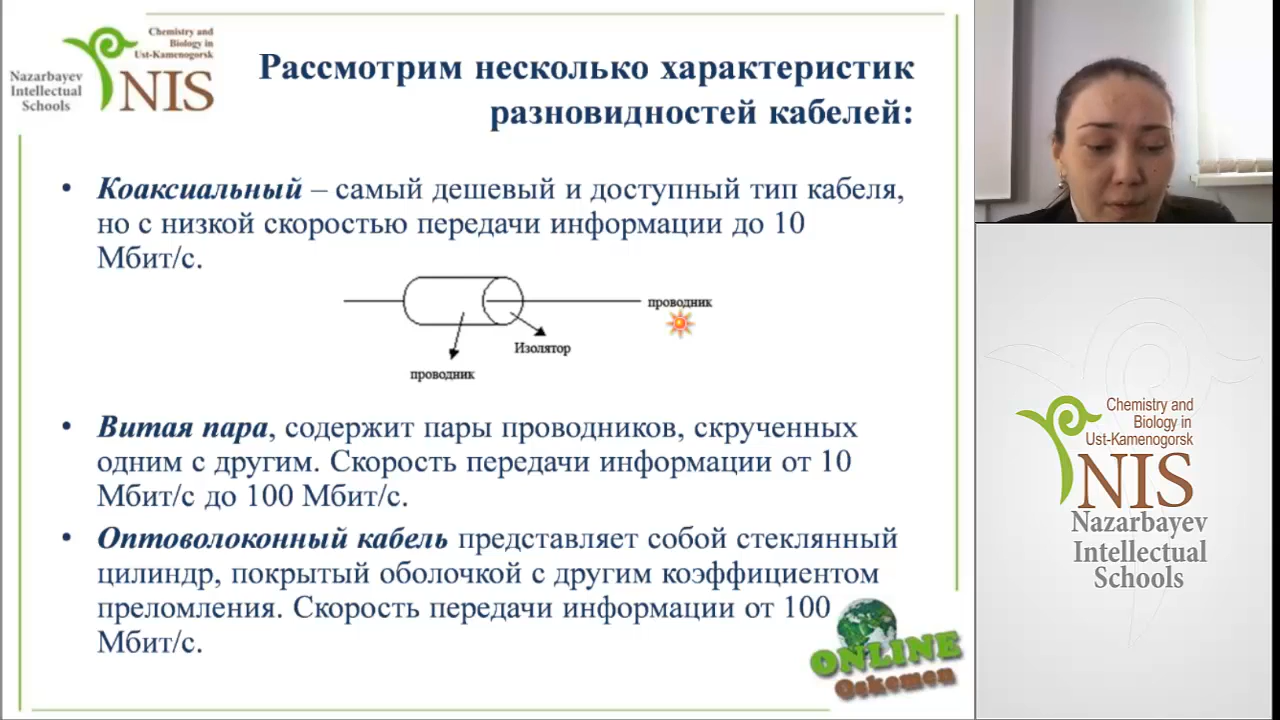 Chemistry and
Biology in
Ust-Kamenogorsk
Nazarbayev
Intellectual
Schools
NIS
Рассмотрим несколько характеристик
разновидностей кабелей:
• Коаксиальный – самый дешевый и доступный тип кабеля,
но с низкой скоростью передачи информации до 10
Мбит/с.
проводник
Изолятор
проводник
• Витая пара, содержит пары проводников, скрученных
одним с другим. Скорость передачи информации от 10
Мбит/с до 100 Мбит/с.
• Оптоволоконный кабель представляет собой стеклянный
цилиндр, покрытый оболочкой с другим коэффициентом
преломления. Скорость передачи информации от 100
Мбит/с.
ONLINE
Oskemen
Chemistry and
Biology in
Ust-Kamenogorsk
NIS
Nazarbayev
Intellectual
Schools